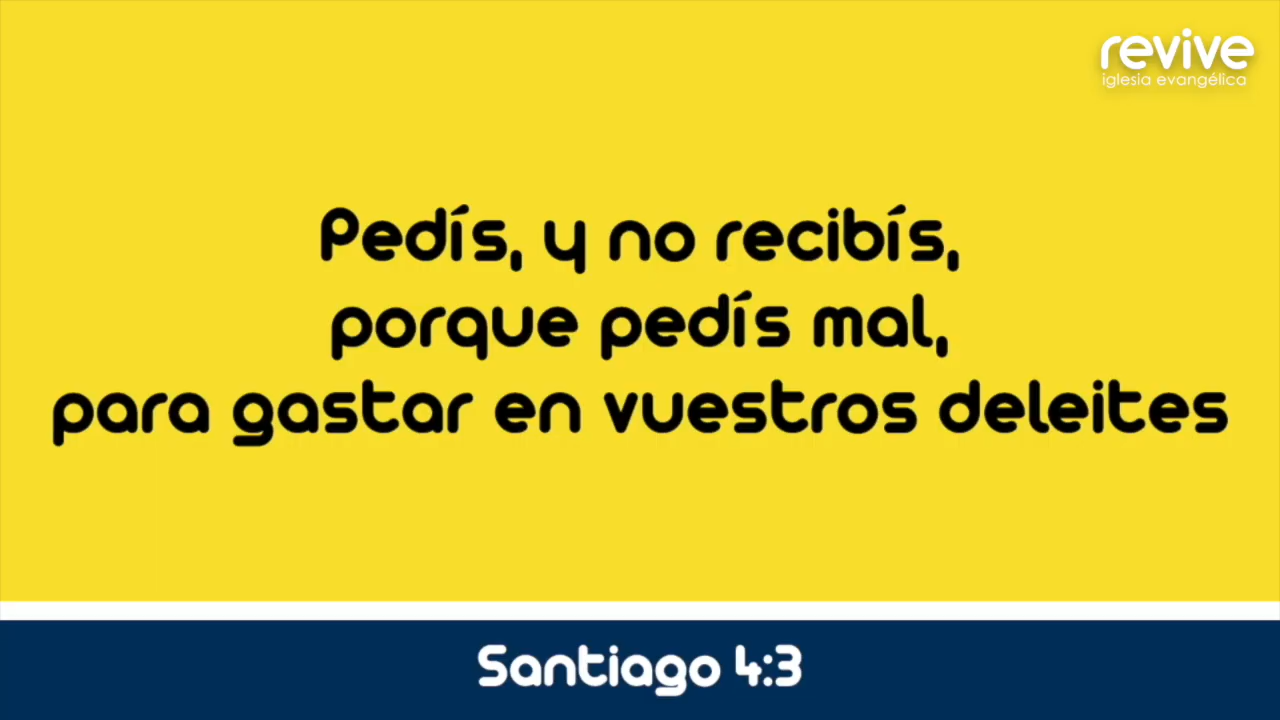 revive
iglesia evangélica
Pedís, y no recibís,
porque pedís mal,
para gastar en vuestros deleites
Santiago 4:3